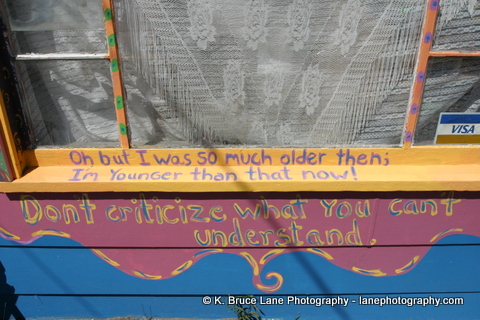 Oh but I was so much older then;
I'm Younger than that now!
VISA
Don't criticize what You can't
understand,
© K. Bruce Lane Photography - lanephotography.com